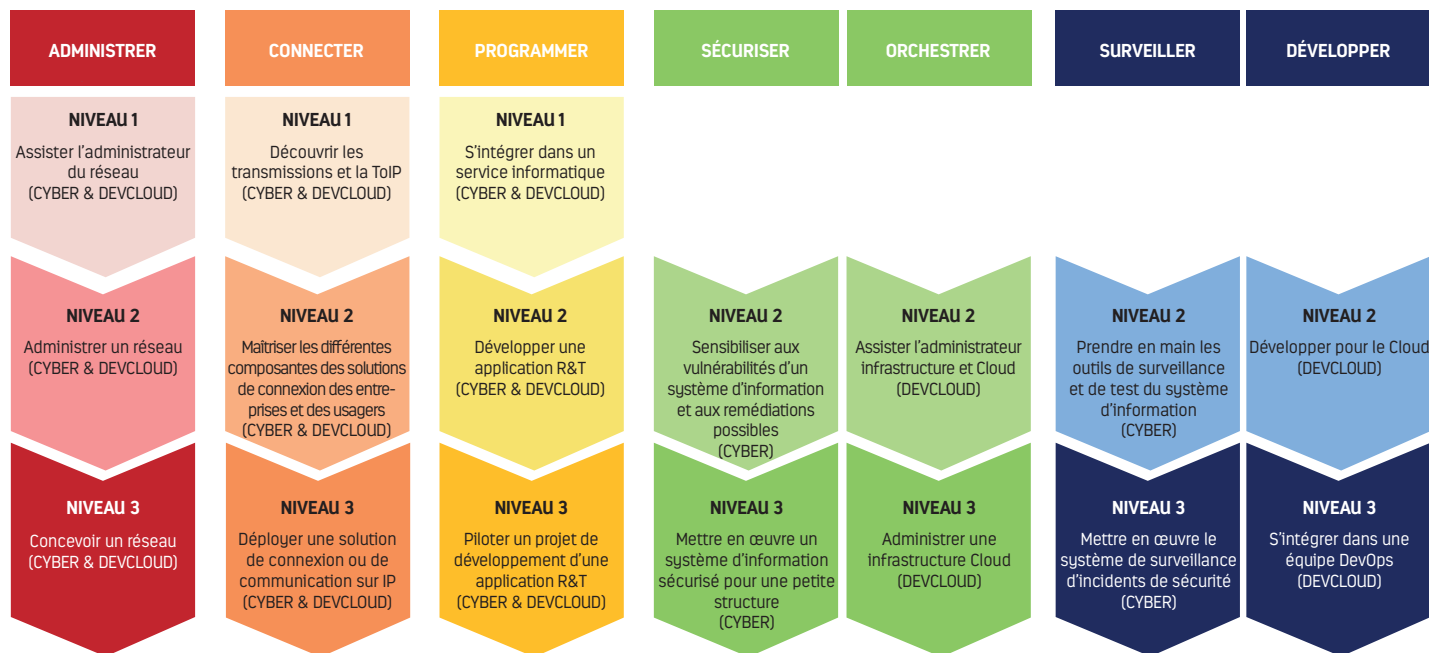 ADMINISTRER
CONNECTER
PROGRAMMER
SÉCURISER
ORCHESTRER
SURVEILLER
DÉVELOPPER
NIVEAU 1
Assister l'administrateur
du réseau
(CYBER & DEVCLOUD)
NIVEAU 1
Découvrir les
transmissions et la ToIP
(CYBER & DEVCLOUD)
NIVEAU 1
S'intégrer dans un
service informatique
(CYBER & DEVCLOUD)
NIVEAU 2
Administrer un réseau
(CYBER & DEVCLOUD)
NIVEAU 2
Maîtriser les différentes
composantes des solutions
de connexion des entre-
prises et des usagers
(CYBER & DEVCLOUD)
NIVEAU 2
Développer une
application R&T
(CYBER & DEVCLOUD)
NIVEAU 2
Sensibiliser aux
vulnérabilités d'un
système d'information
et aux remédiations
possibles
(CYBER)
NIVEAU 2
Assister l'administrateur
infrastructure et Cloud
(DEVCLOUD)
NIVEAU 2
Prendre en main les
outils de surveillance
et de test du système
d'information
(CYBER)
NIVEAU 2
Développer pour le Cloud
(DEVCLOUD)
NIVEAU 3
Concevoir un réseau
(CYBER & DEVCLOUD)
NIVEAU 3
Déployer une solution
de connexion ou de
communication sur IP
(CYBER & DEVCLOUD)
NIVEAU 3
Piloter un projet de
développement d'une
application R&T
(CYBER & DEVCLOUD)
NIVEAU 3
Mettre en œuvre un
système d'information
sécurisé pour une petite
structure
(CYBER)
NIVEAU 3
Administrer une
infrastructure Cloud
(DEVCLOUD)
NIVEAU 3
Mettre en œuvre le
système de surveillance
d'incidents de sécurité
(CYBER)
NIVEAU 3
S'intégrer dans une
équipe DevOps
(DEVCLOUD)